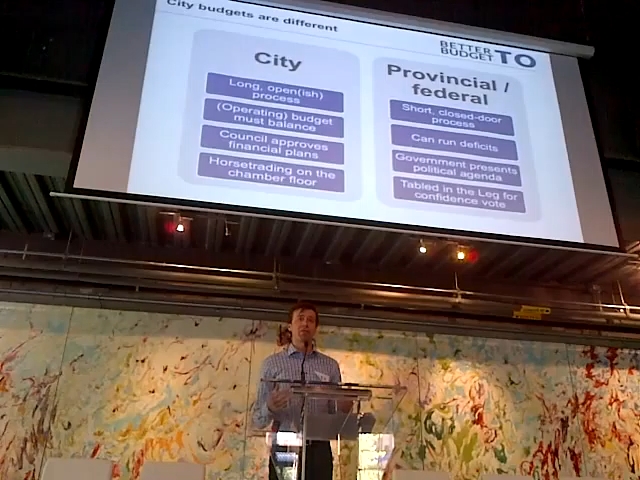 City budgets are different
BETTER
BUDGET TO
City
Long, open(ish)
process
(Operating) budget
must balance
Council approves
financial plans
Horsetrading on the
chamber floor
Provincial /
federal
Short, closed-door
process
Can run deficits
Government presents
political agenda
Tabled in the Leg for
confidence vote